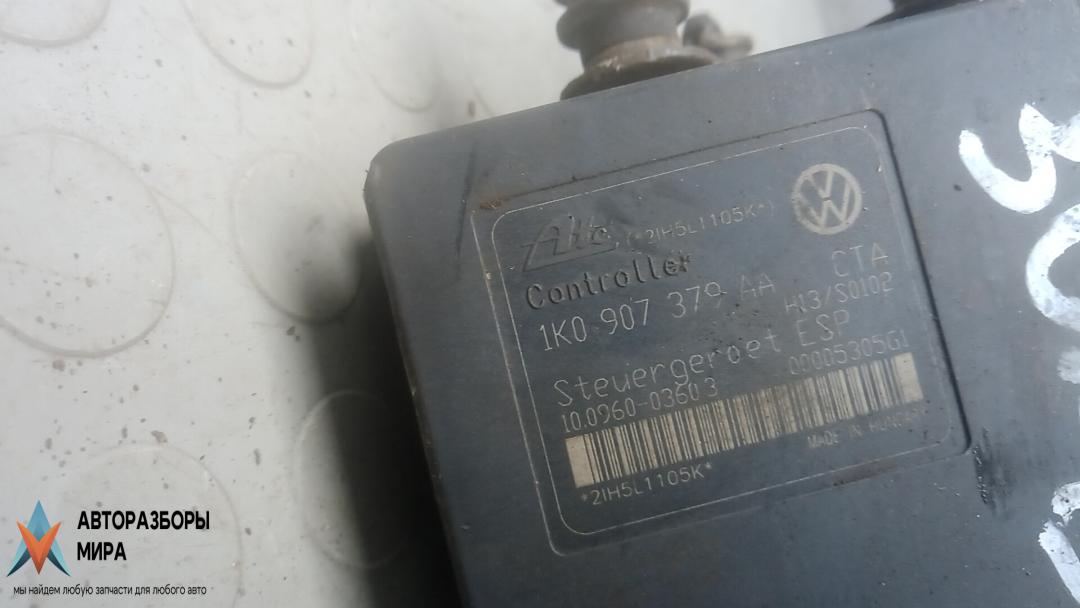 Ate (*2IH5L1105K*)
Controller
1K0 907 379 AA CTA
H13/S0102
Steuergeraet ESP
10.0960-0360.3 00005305G1
MADE IN HUNGARY
*2IH5L1105K*
АВТОРАЗБОРЫ
МИРА
мы найдем любую запчасти для любого авто